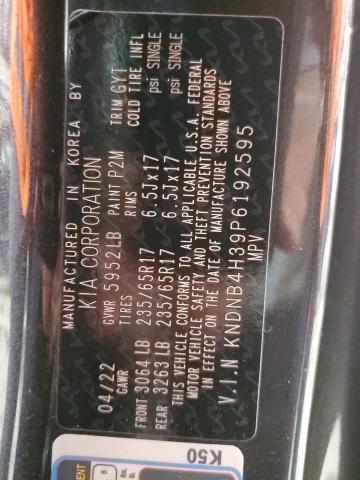 MANUFACTURED IN KOREA BY
KIA CORPORATION
04/22 GVWR 5952LB PAINT P2M TRIM GYT
GAWR TIRES RIMS COLD TIRE INFL
FRONT 3064 LB 235/65R17 6.5Jx17 psi SINGLE
REAR 3263 LB 235/65R17 6.5Jx17 psi SINGLE
THIS VEHICLE CONFORMS TO ALL APPLICABLE U.S.A. FEDERAL
MOTOR VEHICLE SAFETY AND THEFT PREVENTION STANDARDS
IN EFFECT ON THE DATE OF MANUFACTURE SHOWN ABOVE
V.I.N KNDNB4H39P6192595
MPV
K50